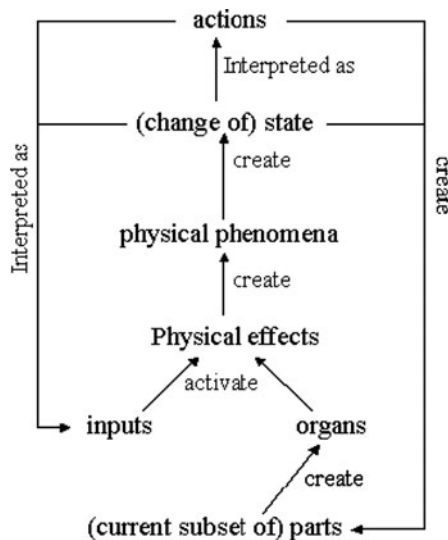 actions
Interpreted as
(change of) state
create
Interpreted as
create
physical phenomena
create
Physical effects
activate
inputs
organs
create
(current subset of) parts